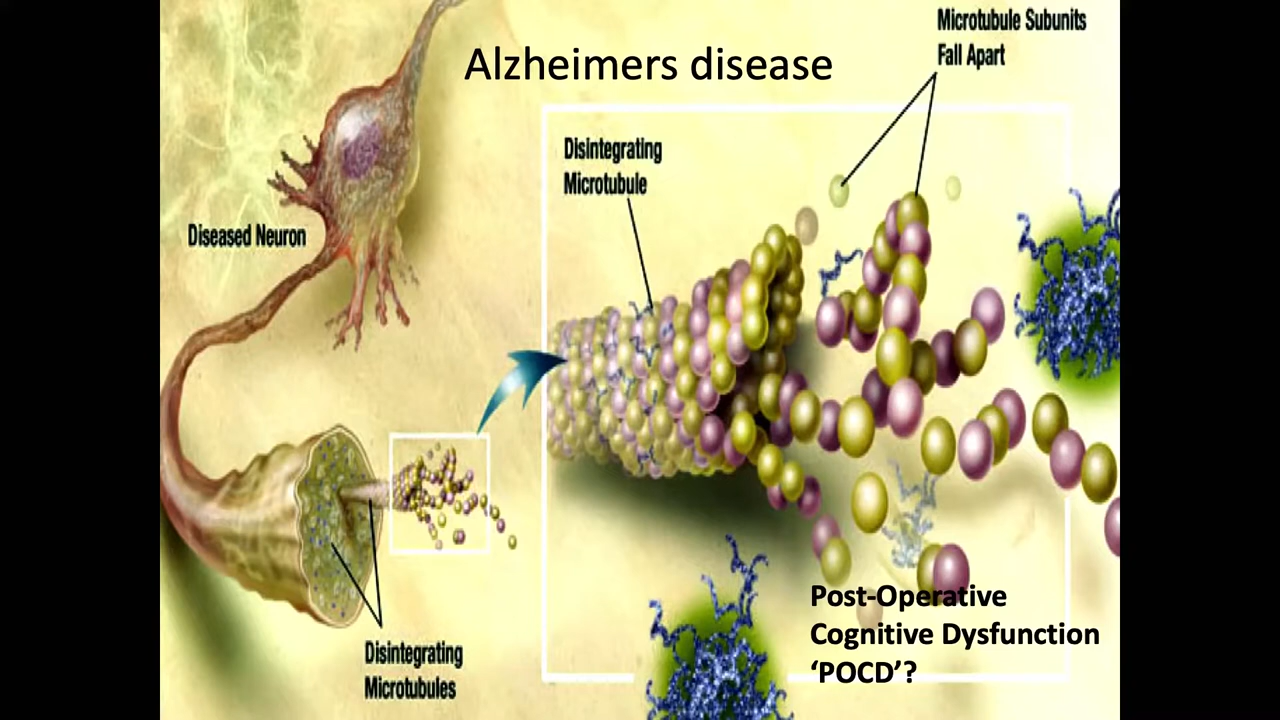 Microtubule Subunits
Fall Apart
Alzheimers disease
Disintegrating
Microtubule
Diseased Neuron
Disintegrating
Microtubules
Post-Operative
Cognitive Dysfunction
‘POCD’?